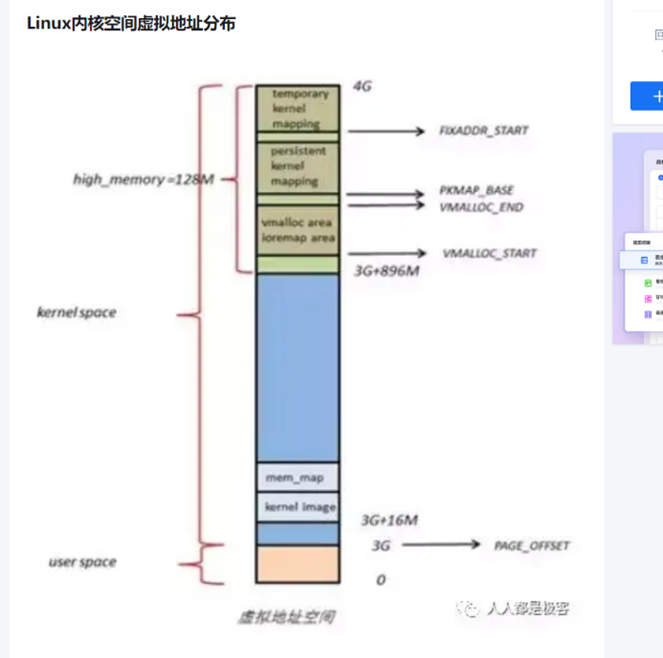 Linux内核空间虚拟地址分布
4G
temporary
kernel
mapping
FIXADDR_START
persistent
kernel
mapping
high_memory=128M
PKMAP_BASE
VMALLOC_END
vmalloc area
ioremap area
VMALLOC_START
3G+896M
kernel space
mem_map
kernel image
3G+16M
3G
PAGE_OFFSET
user space
0
虚拟地址空间
人人都是极客